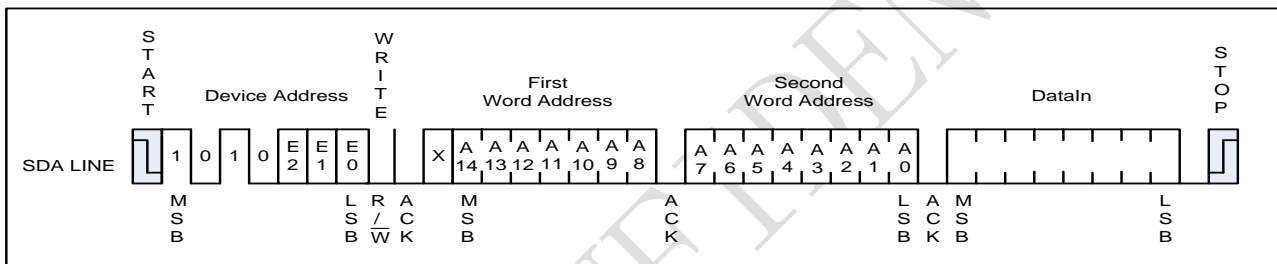 START
WRITE
STOP
Device Address
First
Word Address
Second
Word Address
DataIn
SDA LINE
1 0 1 0 E2 E1 E0
X A14 A13 A12 A11 A10 A9 A8
A7 A6 A5 A4 A3 A2 A1 A0
MSB
LSB
R/W
ACK
MSB
ACK
LSB
ACK
MSB
LSB